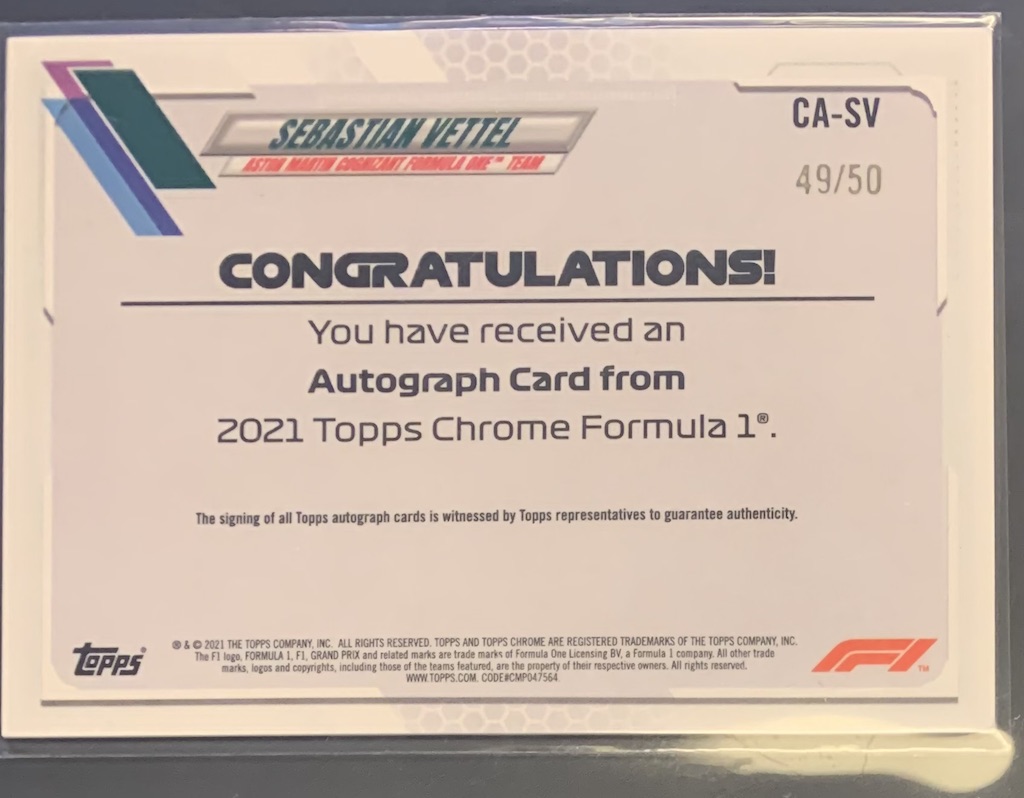 SEBASTIAN VETTEL
ASTON MARTIN COGNIZANT FORMULA ONE™ TEAM
CA-SV
49/50
CONGRATULATIONS!
You have received an
Autograph Card from
2021 Topps Chrome Formula 1®.
The signing of all Topps autograph cards is witnessed by Topps representatives to guarantee authenticity.
topps®
® & © 2021 THE TOPPS COMPANY, INC. ALL RIGHTS RESERVED. TOPPS AND TOPPS CHROME ARE REGISTERED TRADEMARKS OF THE TOPPS COMPANY, INC.
The F1 logo, FORMULA 1, F1, GRAND PRIX and related marks are trade marks of Formula One Licensing BV, a Formula 1 company. All other trade
marks, logos and copyrights, including those of the teams featured, are the property of their respective owners. All rights reserved.
WWW.TOPPS.COM. CODE#CMP047564
F1™